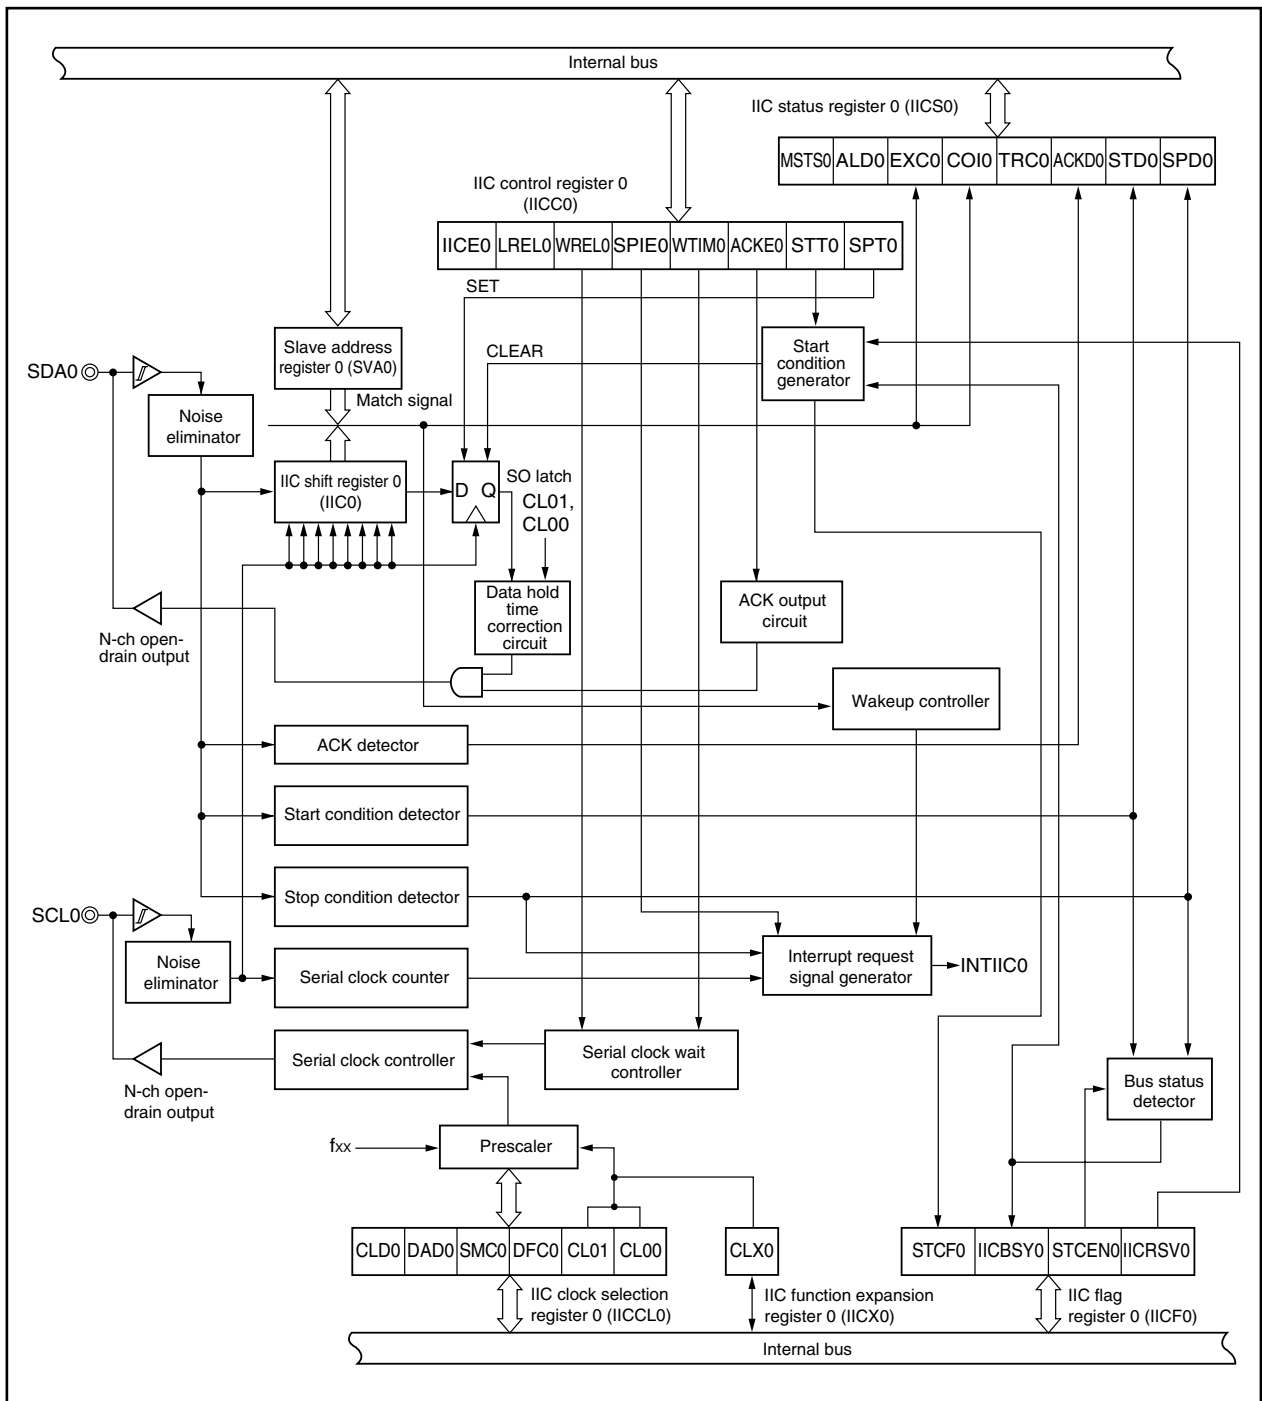 Internal bus
IIC status register 0 (IICS0)
MSTS0 ALD0 EXC0 COI0 TRC0 ACKD0 STD0 SPD0
IIC control register 0
(IICC0)
IICE0 LREL0 WREL0 SPIE0 WTIM0 ACKE0 STT0 SPT0
SET
Slave address
register 0 (SVA0)
CLEAR
Start
condition
generator
SDA0
Match signal
Noise
eliminator
IIC shift register 0
(IIC0)
D Q
SO latch
CL01,
CL00
Data hold
time
correction
circuit
ACK output
circuit
N-ch open-
drain output
Wakeup controller
ACK detector
Start condition detector
Stop condition detector
SCL0
Noise
eliminator
Serial clock counter
Interrupt request
signal generator
INTIIC0
Serial clock controller
Serial clock wait
controller
N-ch open-
drain output
Bus status
detector
fxx
Prescaler
CLD0 DAD0 SMC0 DFC0 CL01 CL00
CLX0
STCF0 IICBSY0 STCEN0 IICRSV0
IIC clock selection
register 0 (IICCL0)
IIC function expansion
register 0 (IICX0)
IIC flag
register 0 (IICF0)
Internal bus